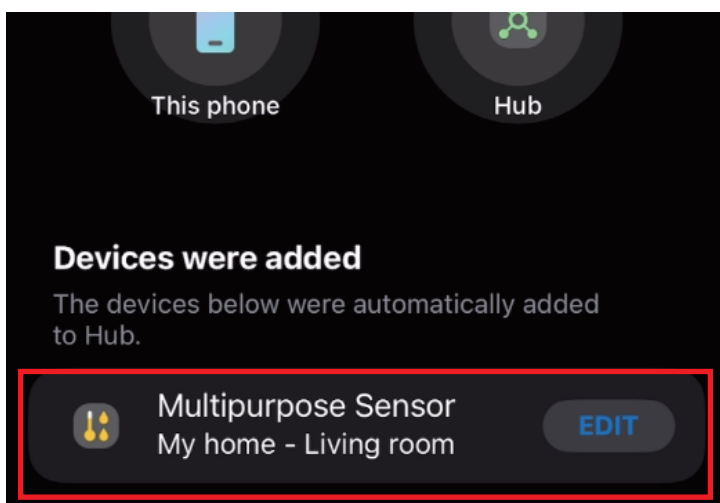 This phone
Hub
Devices were added
The devices below were automatically added
to Hub.
Multipurpose Sensor
My home - Living room
EDIT